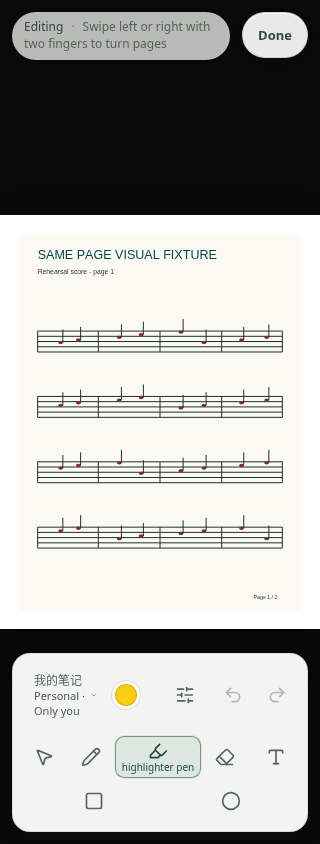 Editing · Swipe left or right with
two fingers to turn pages
Done
SAME PAGE VISUAL FIXTURE
Rehearsal score - page 1
Page 1 / 2
我的笔记
Personal ·
Only you
highlighter pen